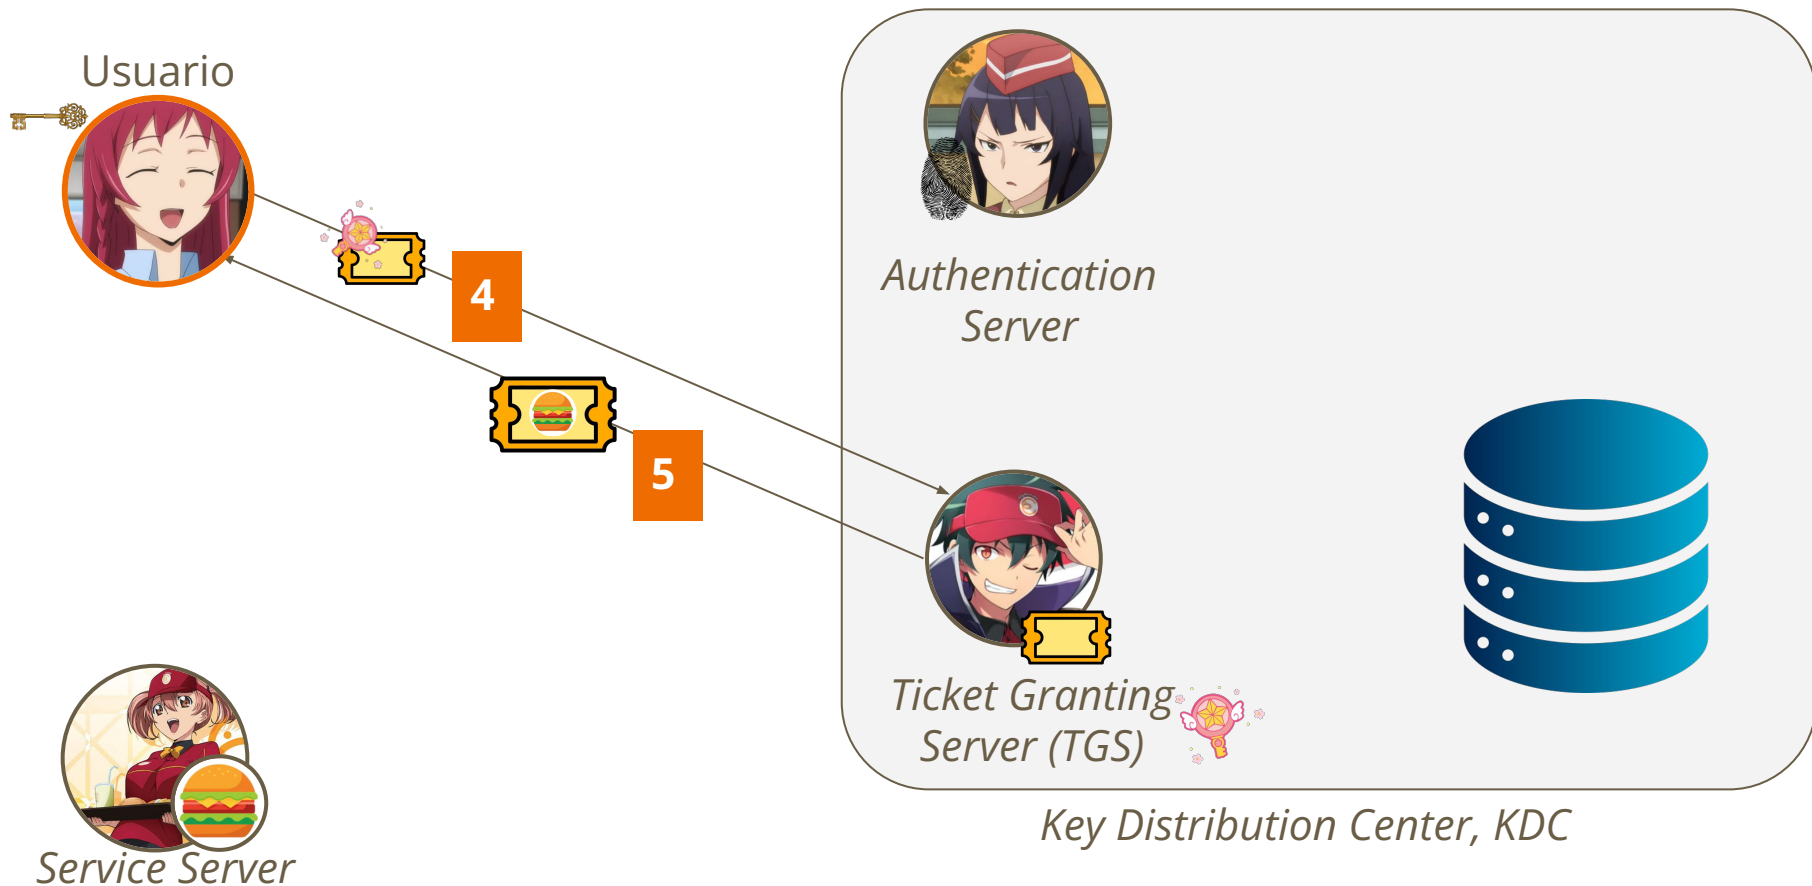 Usuario
4
Authentication
Server
5
Ticket Granting
Server (TGS)
Key Distribution Center, KDC
Service Server